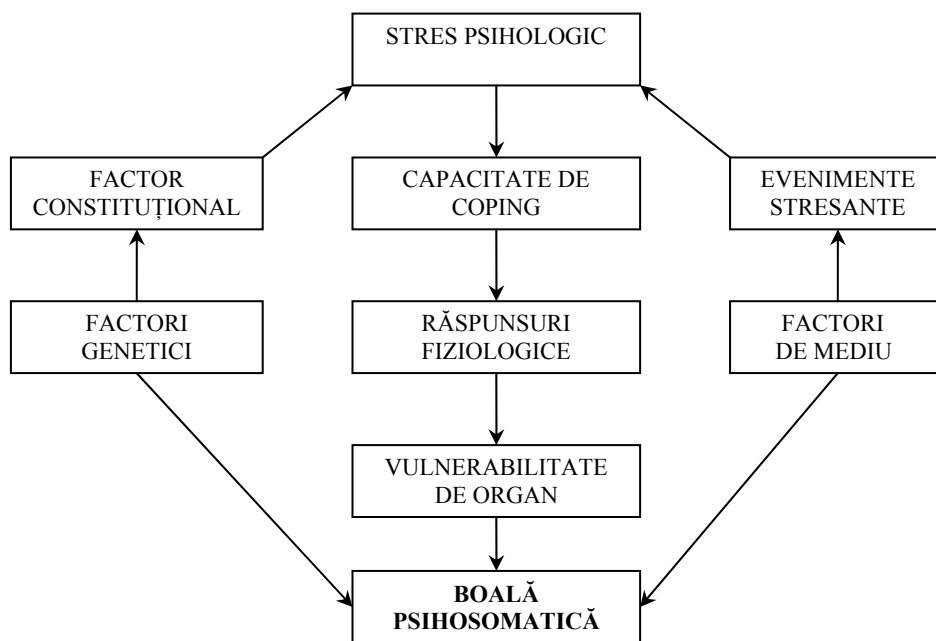 STRES PSIHOLOGIC
FACTOR
CONSTITUȚIONAL
CAPACITATE DE
COPING
EVENIMENTE
STRESANTE
FACTORI
GENETICI
RĂSPUNSURI
FIZIOLOGICE
FACTORI
DE MEDIU
VULNERABILITATE
DE ORGAN
BOALĂ
PSIHOSOMATICĂ